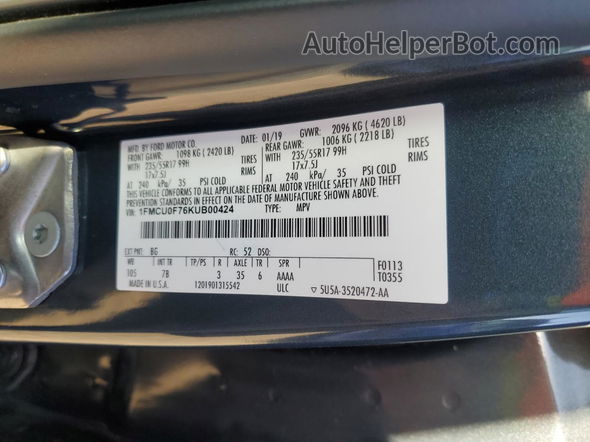 AutoHelperBot.com
MFD. BY FORD MOTOR CO. DATE: 01/19 GVWR: 2096 KG ( 4620 LB)
FRONT GAWR: 1098 KG ( 2420 LB) REAR GAWR: 1006 KG ( 2218 LB)
WITH 235/55R17 99H TIRES WITH 235/55R17 99H TIRES
17x7.5J RIMS 17x7.5J RIMS
AT 240 kPa/ 35 PSI COLD AT 240 kPa/ 35 PSI COLD
THIS VEHICLE CONFORMS TO ALL APPLICABLE FEDERAL MOTOR VEHICLE SAFETY AND THEFT
PREVENTION STANDARDS IN EFFECT ON THE DATE OF MANUFACTURE SHOWN ABOVE.
VIN: 1FMCU0F76KUB00424 TYPE: MPV
EXT PNT: BG RC: 52 DSO: F0113
105 7B 3 35 6 AAAA T0355
INT TR TP/PS R AXLE TR SPR
MADE IN U.S.A. 1201901315542 ULC ▽ 5U5A-3520472-AA